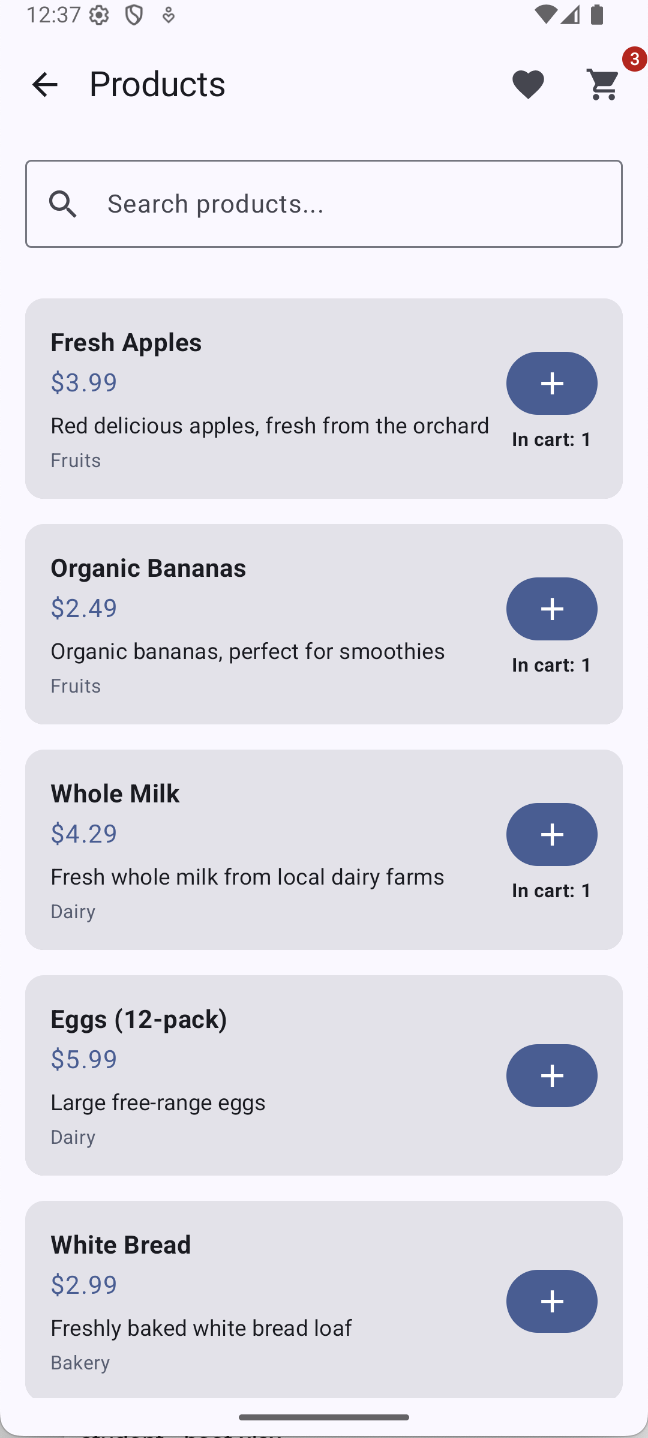 12:37
Products
3
Search products...
Fresh Apples
$3.99
Red delicious apples, fresh from the orchard
Fruits
In cart: 1
Organic Bananas
$2.49
Organic bananas, perfect for smoothies
Fruits
In cart: 1
Whole Milk
$4.29
Fresh whole milk from local dairy farms
Dairy
In cart: 1
Eggs (12-pack)
$5.99
Large free-range eggs
Dairy
White Bread
$2.99
Freshly baked white bread loaf
Bakery